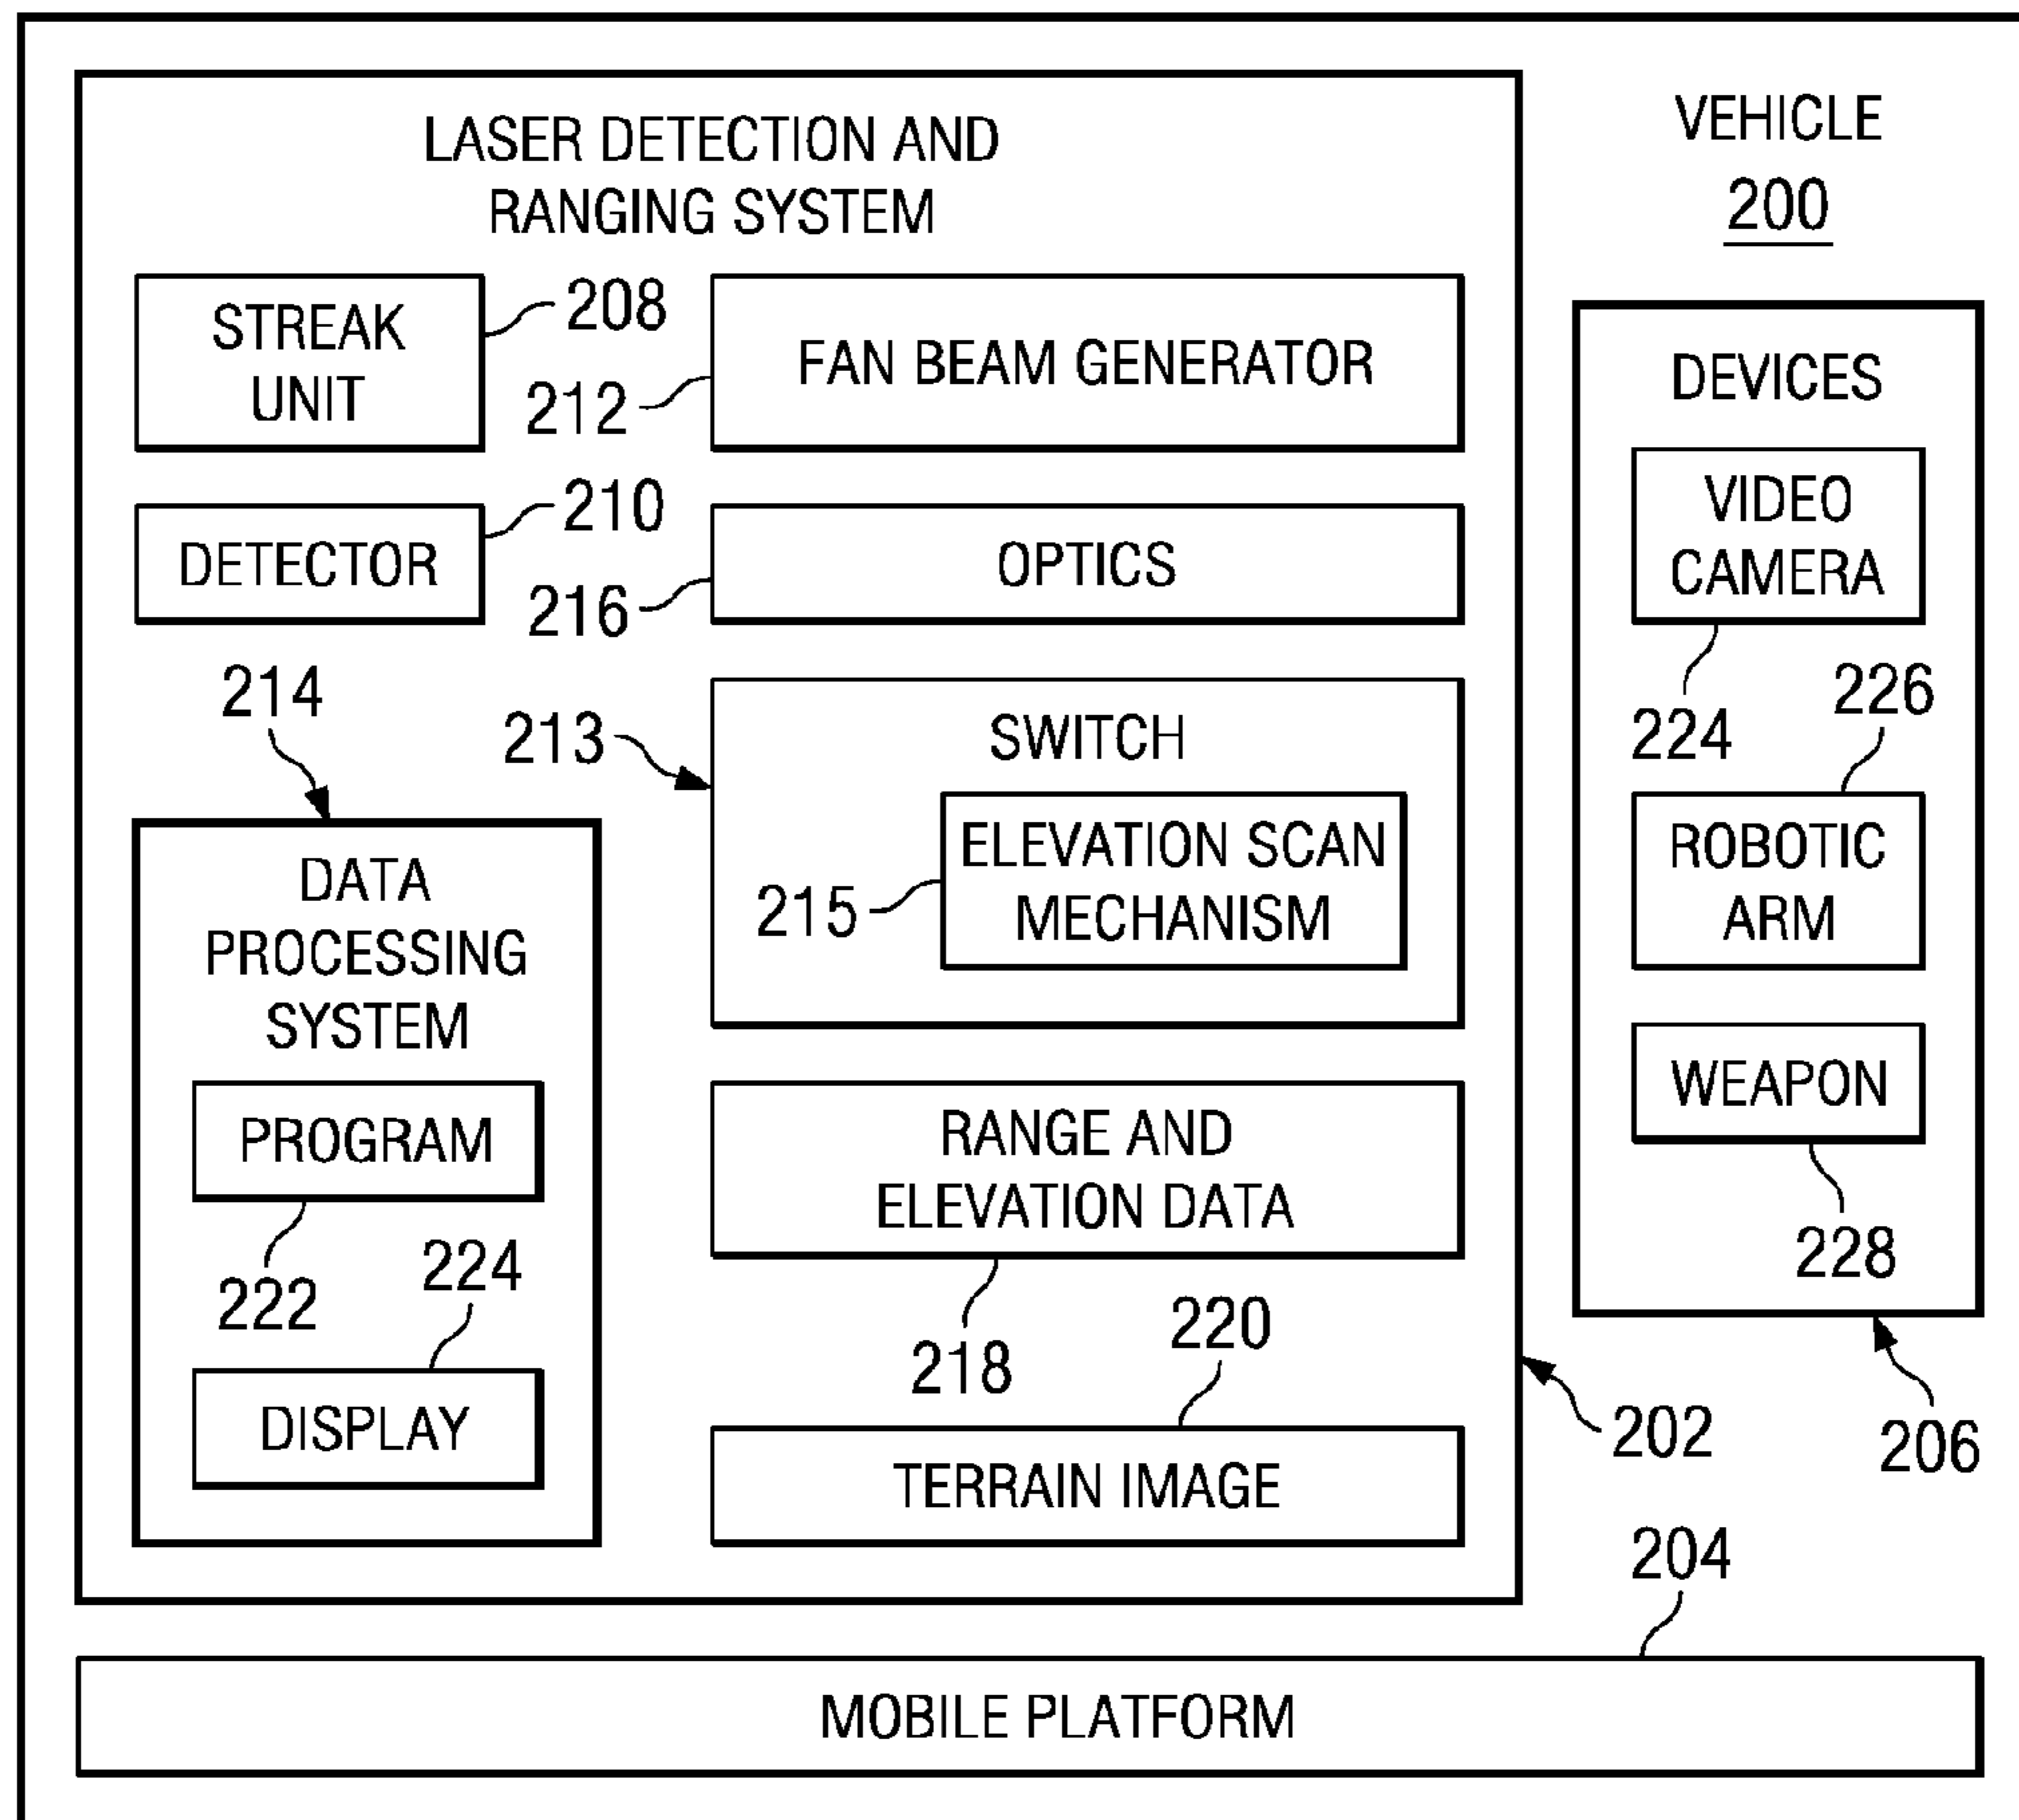 LASER DETECTION AND
RANGING SYSTEM
VEHICLE
200
STREAK
UNIT
208
212
FAN BEAM GENERATOR
DETECTOR
210
216
OPTICS
214
213
SWITCH
215
ELEVATION SCAN
MECHANISM
DATA
PROCESSING
SYSTEM
PROGRAM
222
224
DISPLAY
RANGE AND
ELEVATION DATA
218
220
TERRAIN IMAGE
202
DEVICES
VIDEO
CAMERA
224
226
ROBOTIC
ARM
WEAPON
228
206
204
MOBILE PLATFORM